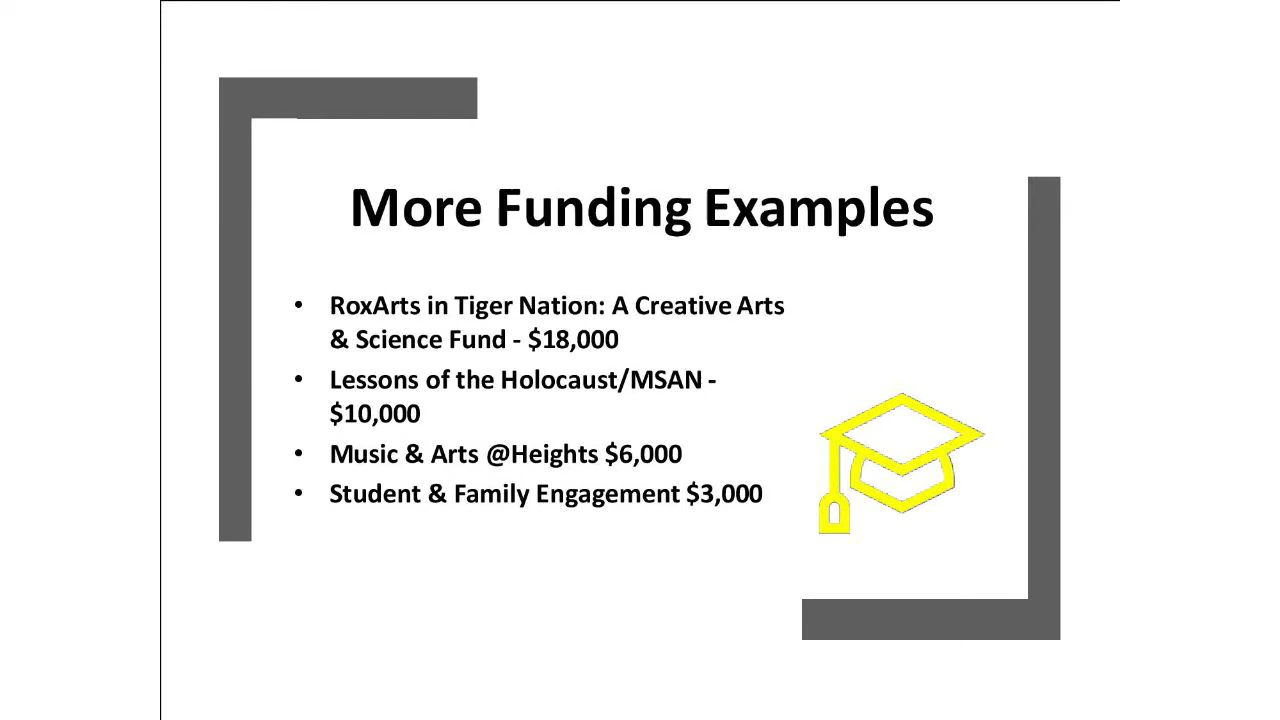 More Funding Examples
• RoxArts in Tiger Nation: A Creative Arts
& Science Fund - $18,000
• Lessons of the Holocaust/MSAN -
$10,000
• Music & Arts @Heights $6,000
• Student & Family Engagement $3,000